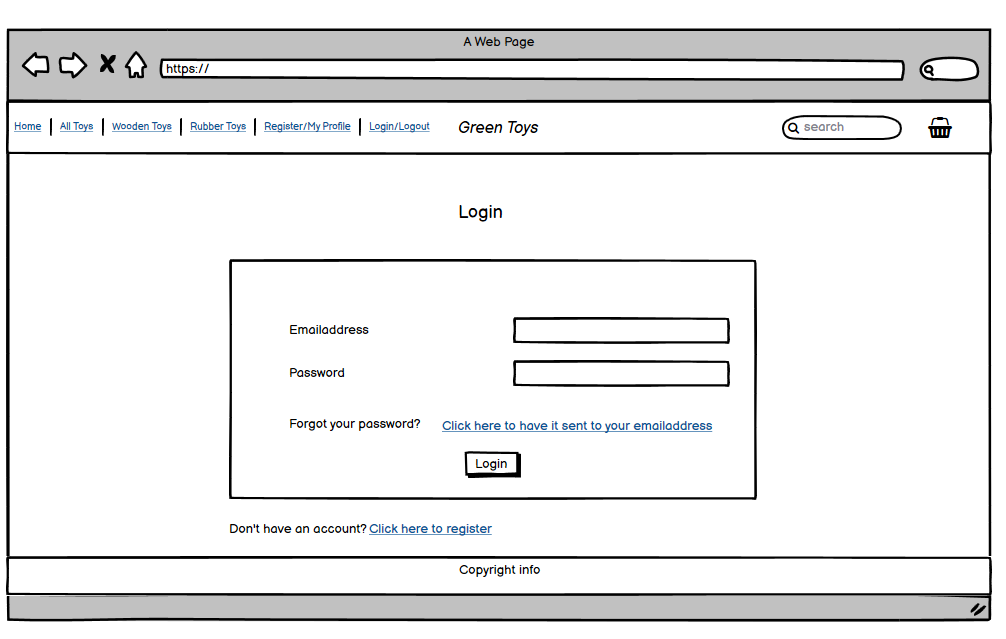 A Web Page
https://
Home | All Toys | Wooden Toys | Rubber Toys | Register/My Profile | Login/Logout Green Toys search
Login
Emailaddress
Password
Forgot your password? Click here to have it sent to your emailaddress
Login
Don't have an account? Click here to register
Copyright info